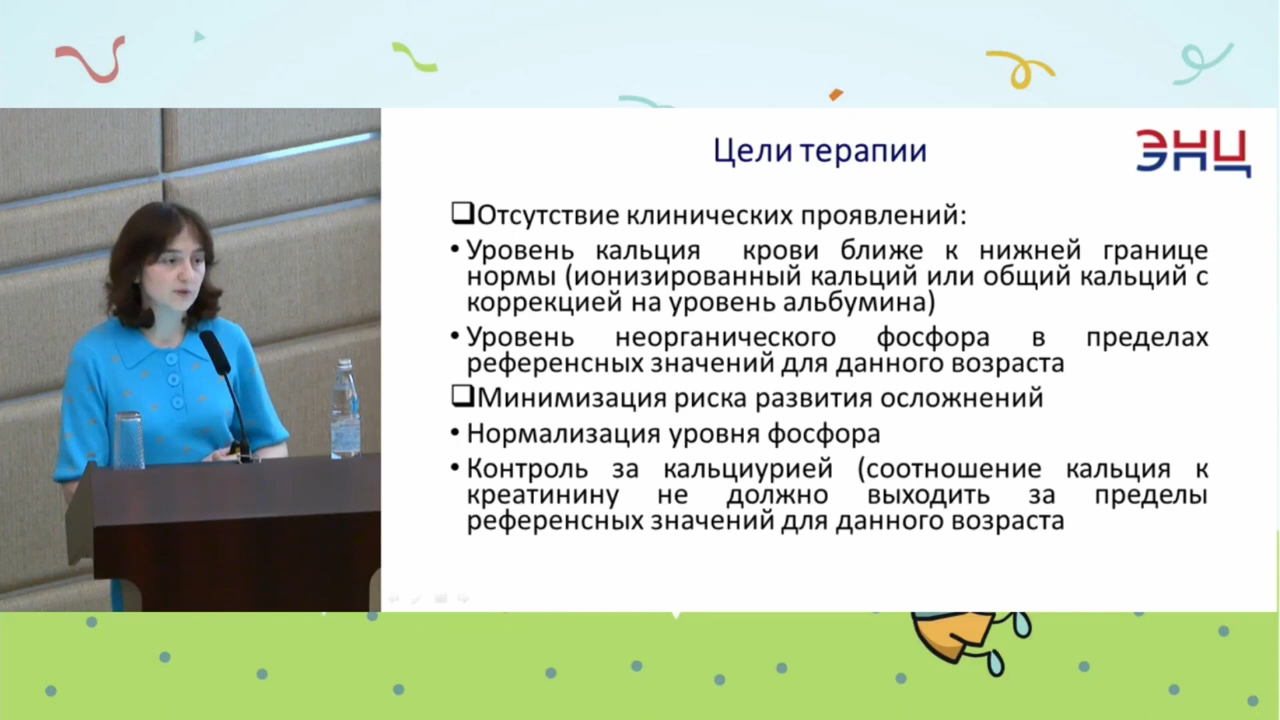 Цели терапии
ЭНЦ
❑Отсутствие клинических проявлений:
• Уровень кальция крови ближе к нижней границе
нормы (ионизированный кальций или общий кальций с
коррекцией на уровень альбумина)
• Уровень неорганического фосфора в пределах
референсных значений для данного возраста
❑Минимизация риска развития осложнений
• Нормализация уровня фосфора
• Контроль за кальциурией (соотношение кальция к
креатинину не должно выходить за пределы
референсных значений для данного возраста